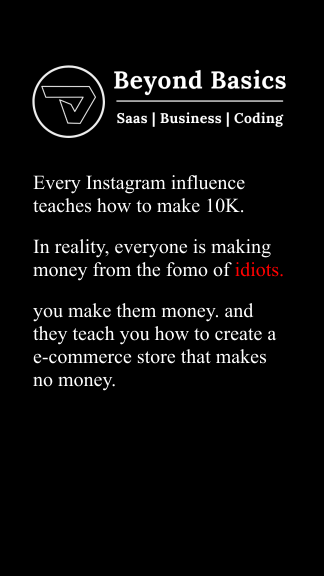 Beyond Basics
Saas | Business | Coding
Every Instagram influence
teaches how to make 10K.
In reality, everyone is making
money from the fomo of idiots.
you make them money. and
they teach you how to create a
e-commerce store that makes
no money.